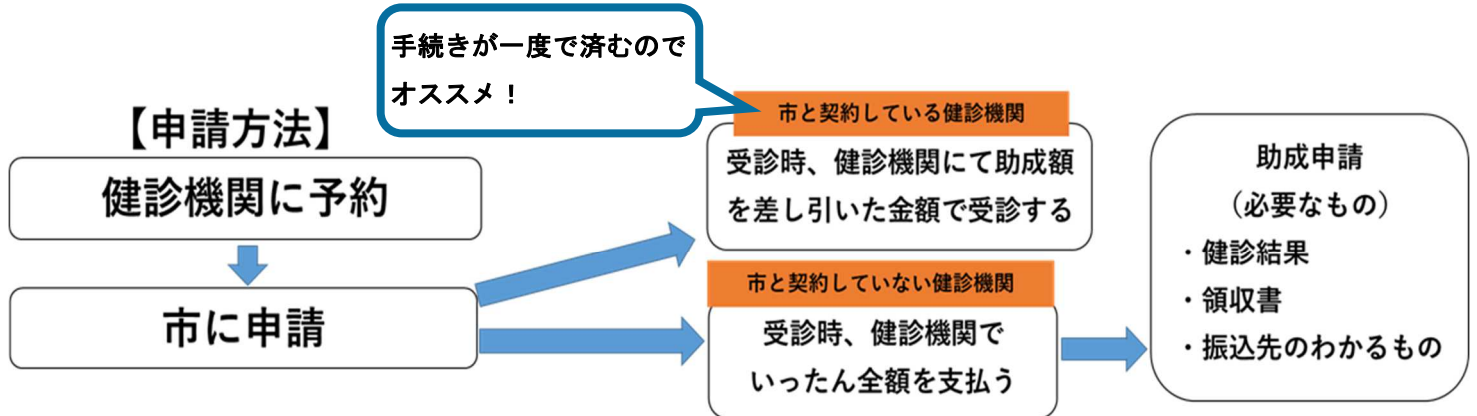 手続きが一度で済むので
オススメ！
【申請方法】
健診機関に予約
市に申請
市と契約している健診機関
受診時、健診機関にて助成額
を差し引いた金額で受診する
市と契約していない健診機関
受診時、健診機関で
いったん全額を支払う
助成申請
（必要なもの）
・健診結果
・領収書
・振込先のわかるもの